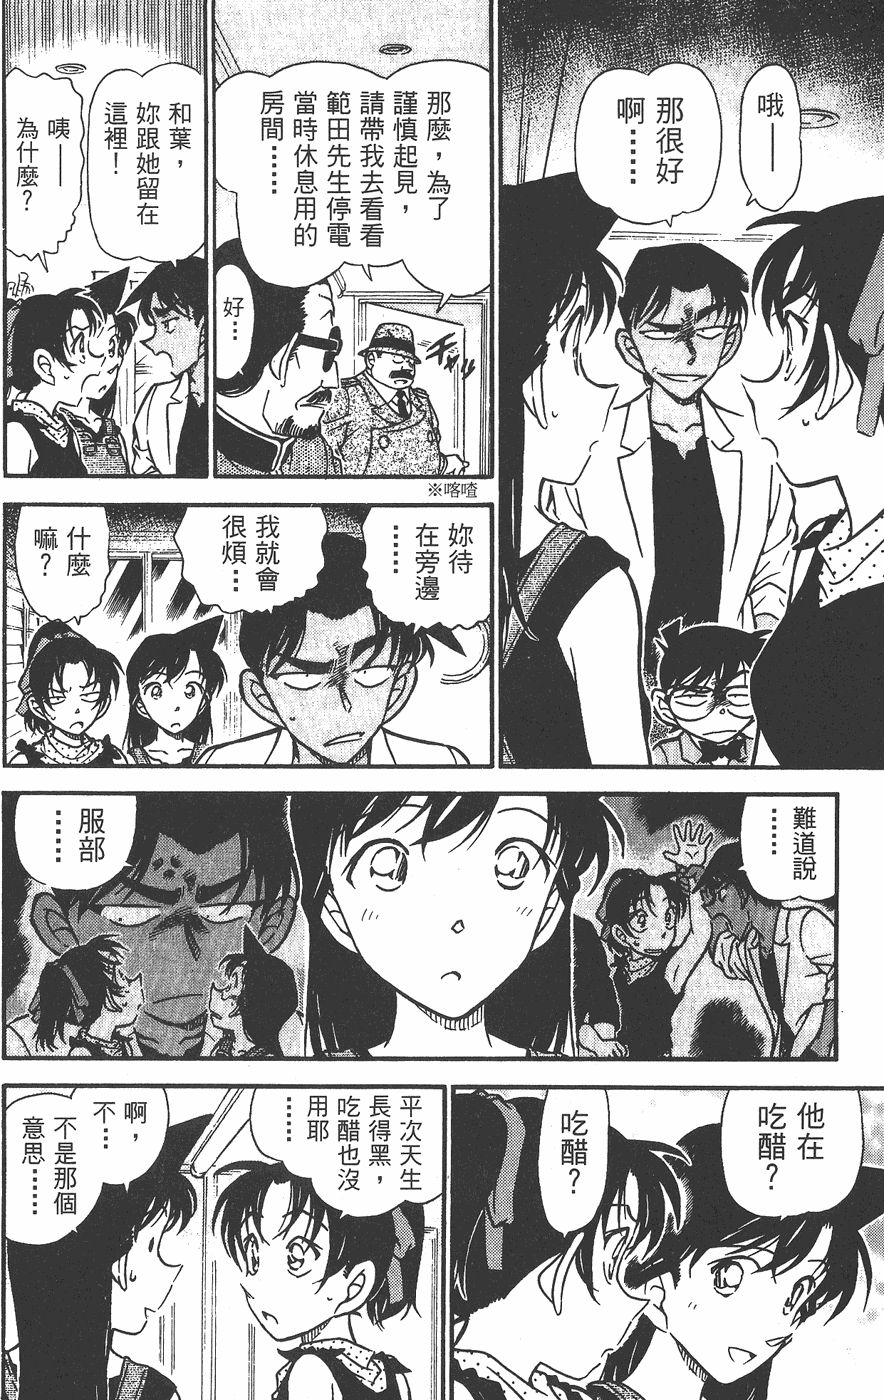 哦——
那很好
啊……
那麼，為了
謹慎起見，
請帶我去看看
範田先生停電
當時休息用的
房間……
好…
※喀喳
和葉，
妳跟她留在
這裡！
咦——
為什麼？
妳待
在旁邊
……
我就會
很煩…
什麼
嘛？
難道說
……
服部
……
他在
吃醋？
吃醋？
平次天生
長得黑，
吃醋也沒
用耶
……
啊，
不…
不是那個
意思……